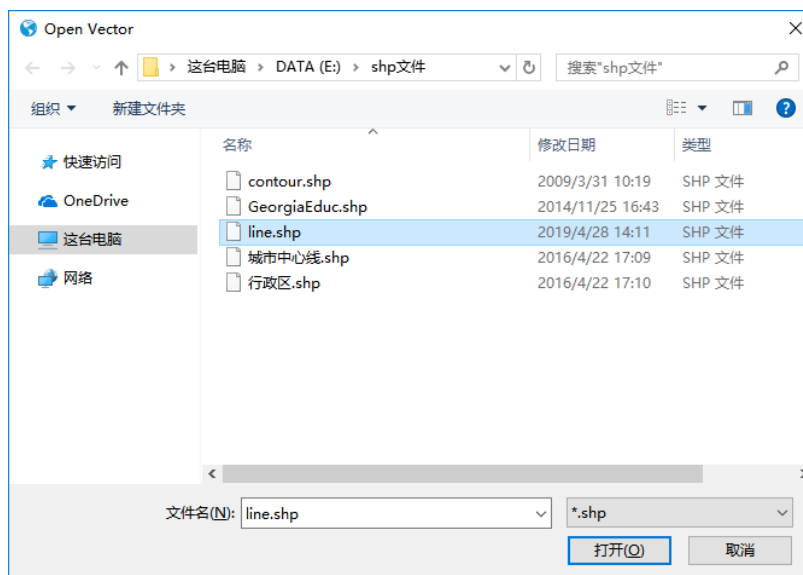 Open Vector
这台电脑 > DATA (E:) > shp文件
搜索"shp文件"
组织
新建文件夹
名称
修改日期
类型
快速访问
OneDrive
这台电脑
网络
contour.shp 2009/3/31 10:19 SHP 文件
GeorgiaEduc.shp 2014/11/25 16:43 SHP 文件
line.shp 2019/4/28 14:11 SHP 文件
城市中心线.shp 2016/4/22 17:09 SHP 文件
行政区.shp 2016/4/22 17:10 SHP 文件
文件名(N): line.shp
*.shp
打开(O)
取消